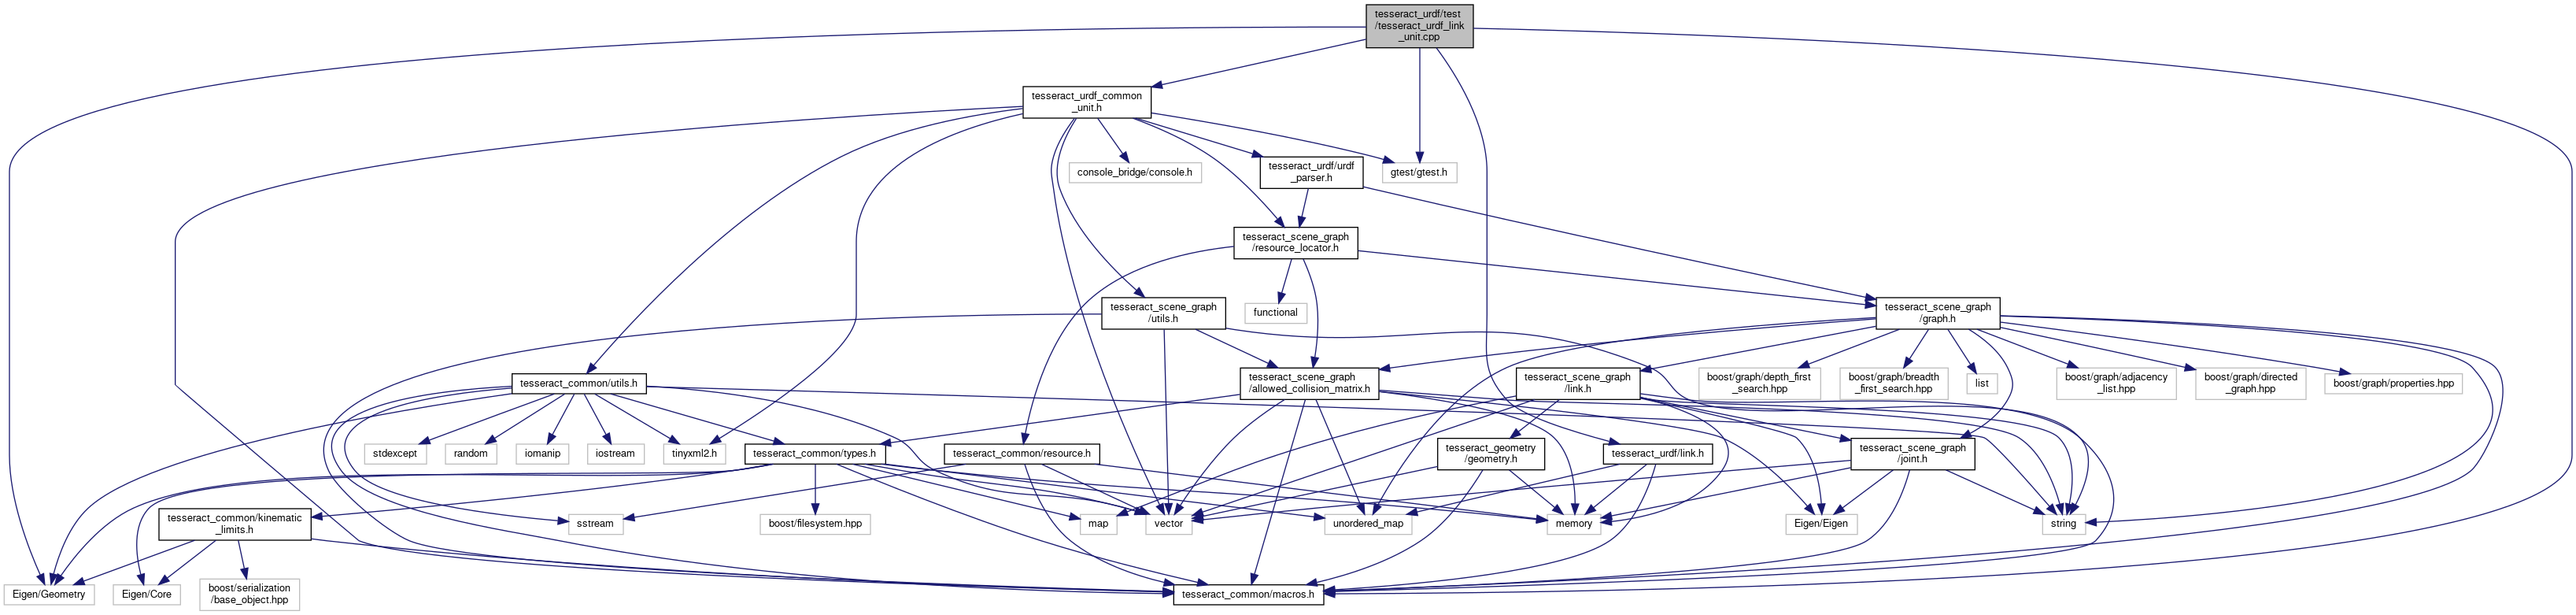 tesseract_urdf/test
/tesseract_urdf_link
_unit.cpp
tesseract_urdf_common
_unit.h
console_bridge/console.h
tesseract_urdf/urdf
_parser.h
gtest/gtest.h
tesseract_scene_graph
/resource_locator.h
tesseract_scene_graph
/utils.h
functional
tesseract_scene_graph
/graph.h
tesseract_common/utils.h
tesseract_scene_graph
/allowed_collision_matrix.h
tesseract_scene_graph
/link.h
boost/graph/depth_first
_search.hpp
boost/graph/breadth
_first_search.hpp
list
boost/graph/adjacency
_list.hpp
boost/graph/directed
_graph.hpp
boost/graph/properties.hpp
stdexcept
random
iomanip
iostream
tinyxml2.h
tesseract_common/types.h
tesseract_common/resource.h
tesseract_geometry
/geometry.h
tesseract_urdf/link.h
tesseract_scene_graph
/joint.h
tesseract_common/kinematic
_limits.h
sstream
boost/filesystem.hpp
map
vector
unordered_map
memory
Eigen/Eigen
string
Eigen/Geometry
Eigen/Core
boost/serialization
/base_object.hpp
tesseract_common/macros.h